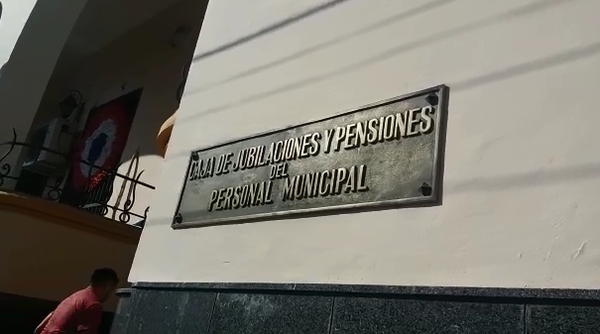 CAJA DE JUBILACIONES Y PENSIONES
DEL
PERSONAL MUNICIPAL